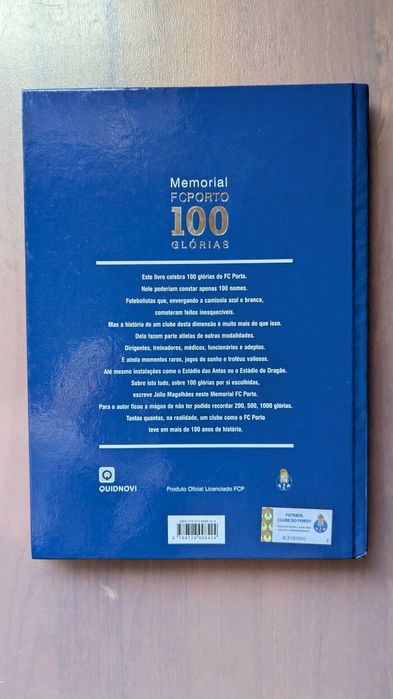 Memorial
FCPORTO
100
GLÓRIAS
Este livro celebra 100 glórias do FC Porto.
Nele poderiam constar apenas 100 nomes.
Futebolistas que, envergando a camisola azul e branca,
cometeram feitos inesquecíveis.
Mas a história de um clube desta dimensão é muito mais do que isso.
Dela fazem parte atletas de outras modalidades.
Dirigentes, treinadores, médicos, funcionários e adeptos.
E ainda momentos raros, jogos de sonho e troféus valiosos.
Até mesmo instalações como o Estádio das Antas ou o Estádio do Dragão.
Sobre isto tudo, sobre 100 glórias por si escolhidas,
escreve Júlio Magalhães neste Memorial FC Porto.
Para o autor ficou a mágoa de não ter podido recordar 200, 500, 1000 glórias.
Tantas quantas, na realidade, um clube como o FC Porto
teve em mais de 100 anos de história.
QUIDNOVI
Produto Oficial Licenciado FCP
FUTEBOL
CLUBE DO PORTO